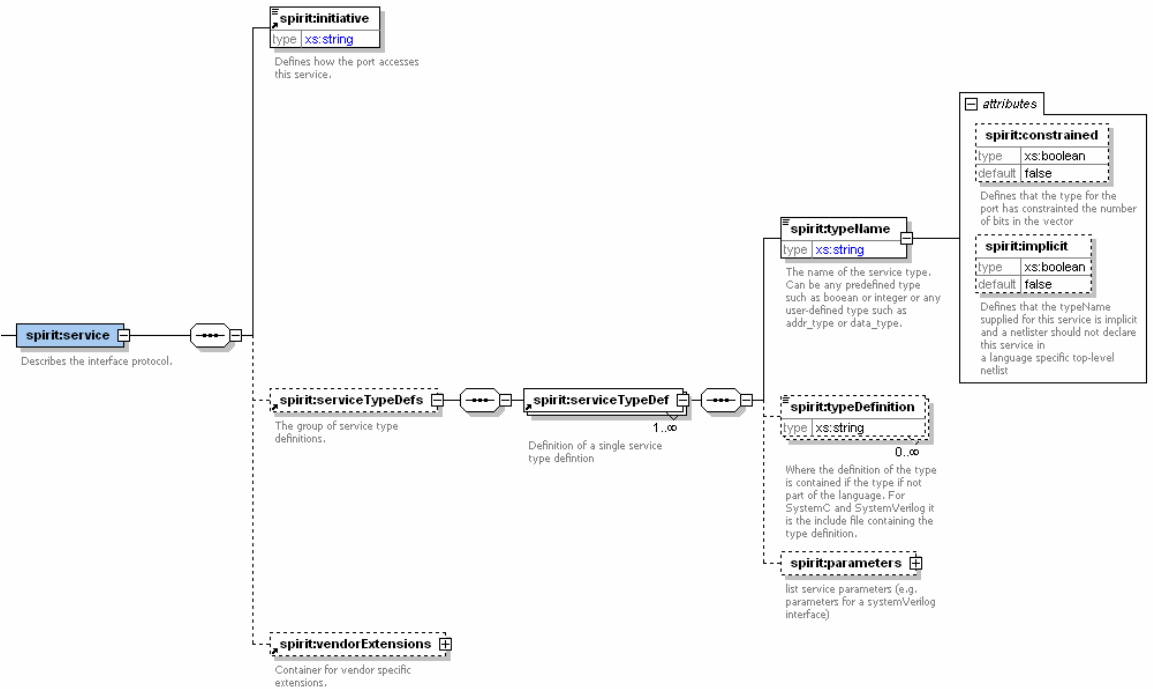 spirit:initiative
type xs:string
Defines how the port accesses
this service.
attributes
spirit:constrained
type xs:boolean
default false
Defines that the type for the
port has constrainted the number
of bits in the vector
spirit:typeName
type xs:string
The name of the service type.
Can be any predefined type
such as booean or integer or any
user-defined type such as
addr_type or data_type.
spirit:implicit
type xs:boolean
default false
Defines that the typeName
supplied for this service is implicit
and a netlister should not declare
this service in
a language specific top-level
netlist
spirit:service
Describes the interface protocol.
spirit:serviceTypeDefs
The group of service type
definitions.
spirit:serviceTypeDef
1..∞
Definition of a single service
type defintion
spirit:typeDefinition
type xs:string
0..∞
Where the definition of the type
is contained if the type if not
part of the language. For
SystemC and SystemVerilog it
is the include file containing the
type definition.
spirit:parameters
list service parameters (e.g.
parameters for a systemVerilog
interface)
spirit:vendorExtensions
Container for vendor specific
extensions.